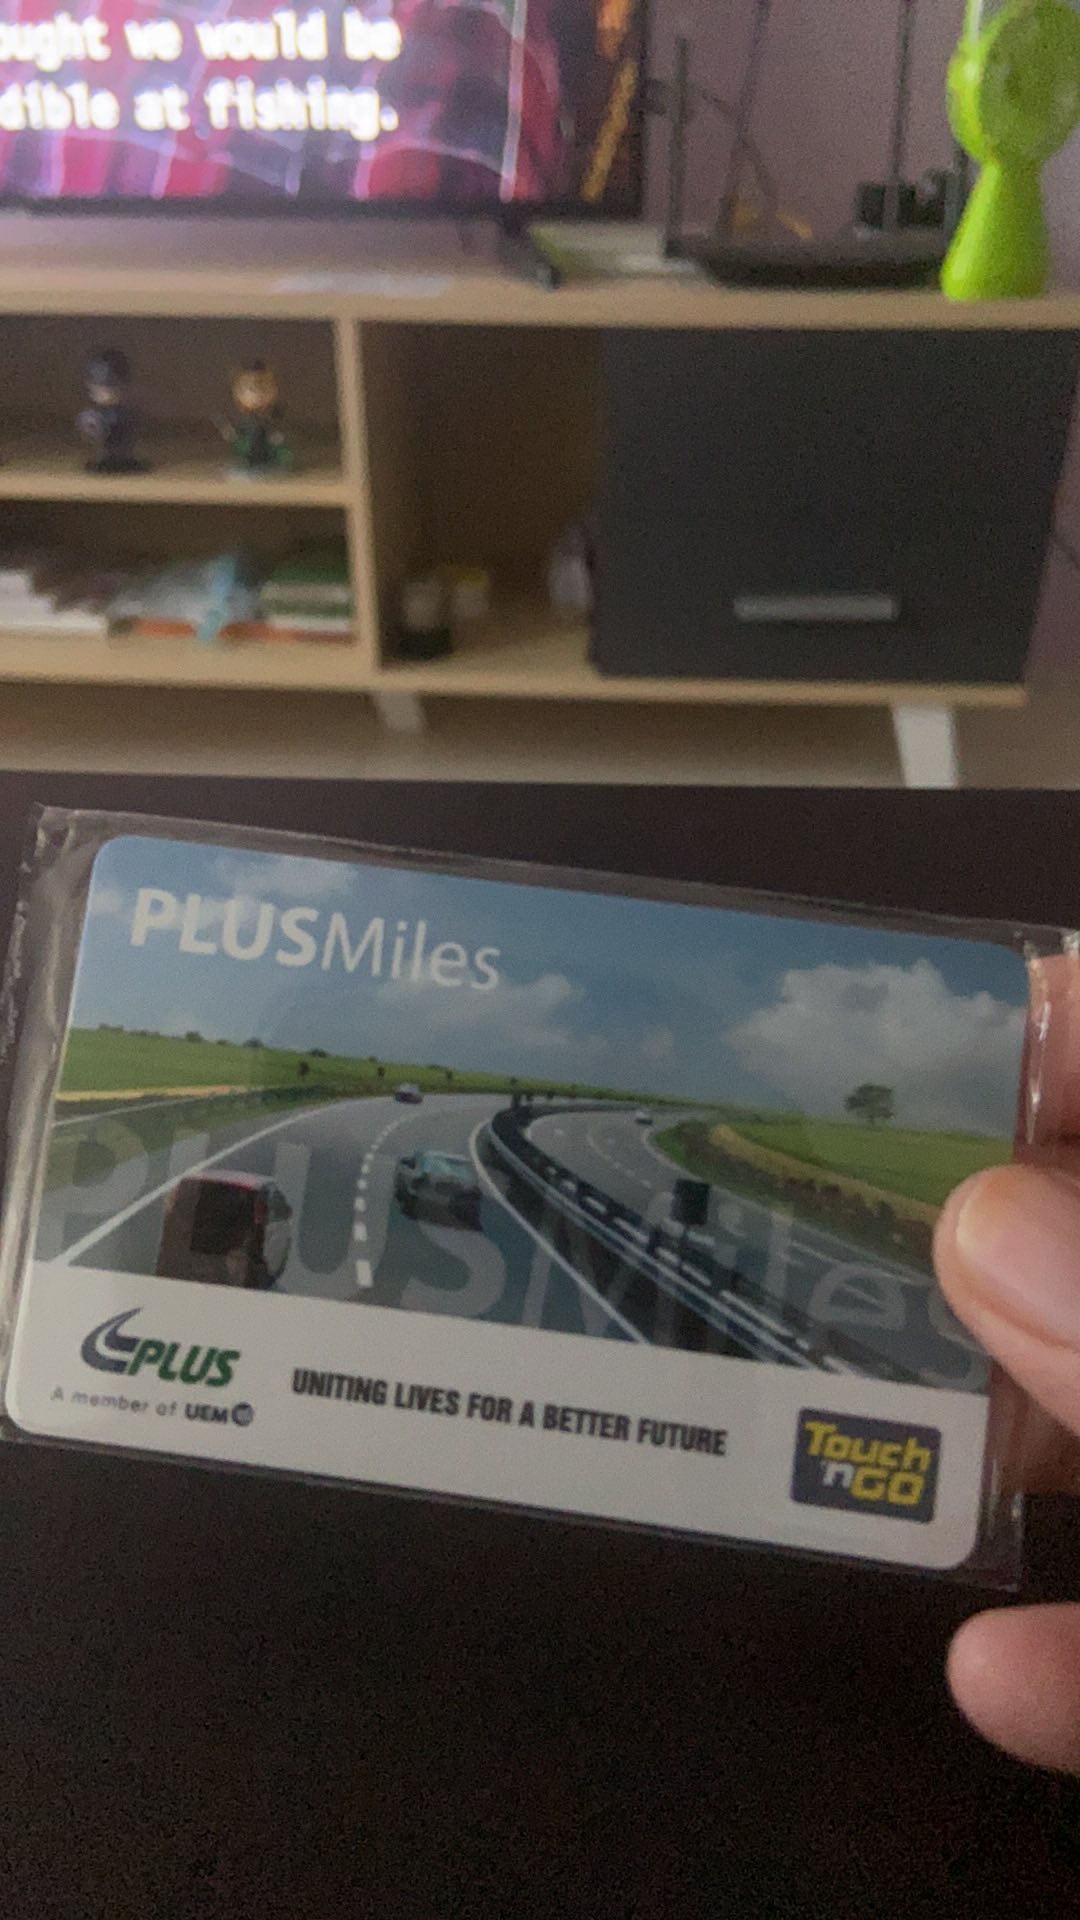 ought we would be
dible at fishing.
PLUSMiles
PLUSMiles
PLUS
A member of UEM
UNITING LIVES FOR A BETTER FUTURE
Touch
'n GO